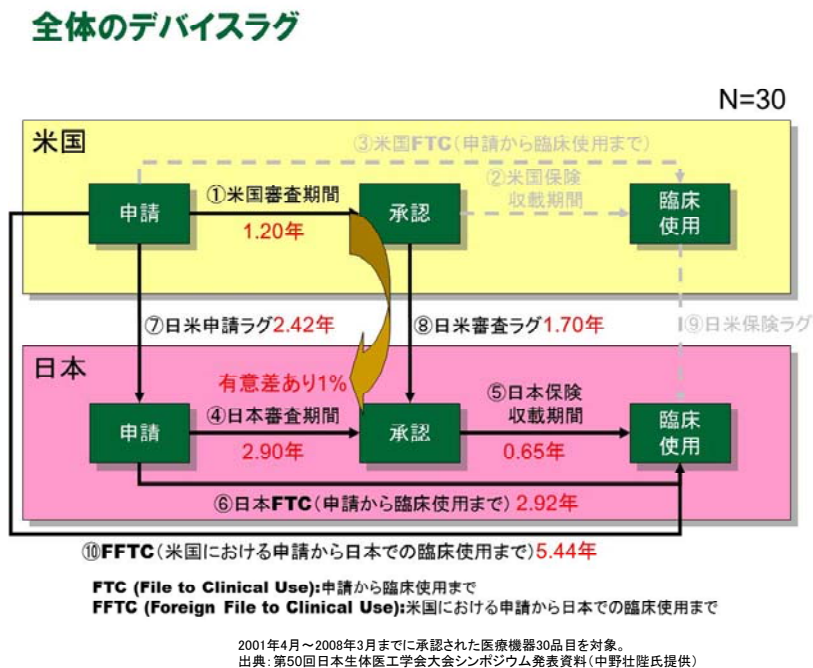 全体のデバイスラグ
N=30
米国
③米国FTC(申請から臨床使用まで)
①米国審査期間
②米国保険
収載期間
申請
承認
臨床
使用
1.20年
⑦日米申請ラグ2.42年
⑧日米審査ラグ1.70年
⑨日米保険ラグ
日本
有意差あり1%
④日本審査期間
⑤日本保険
収載期間
申請
承認
臨床
使用
2.90年
0.65年
⑥日本FTC(申請から臨床使用まで) 2.92年
⑩FFTC(米国における申請から日本での臨床使用まで)5.44年
FTC (File to Clinical Use):申請から臨床使用まで
FFTC (Foreign File to Clinical Use):米国における申請から日本での臨床使用まで
2001年4月~2008年3月までに承認された医療機器30品目を対象。
出典:第50回日本生体医工学会大会シンポジウム発表資料(中野壮陛氏提供)